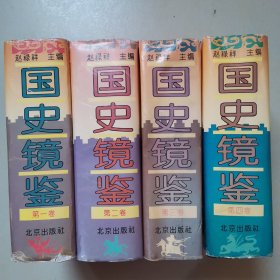 赵禄祥 主编
国史镜鉴
第一卷
北京出版社
赵禄祥 主编
国史镜鉴
第二卷
北京出版社
赵禄祥 主编
国史镜鉴
第三卷
北京出版社
赵禄祥 主编
国史镜鉴
第四卷
北京出版社